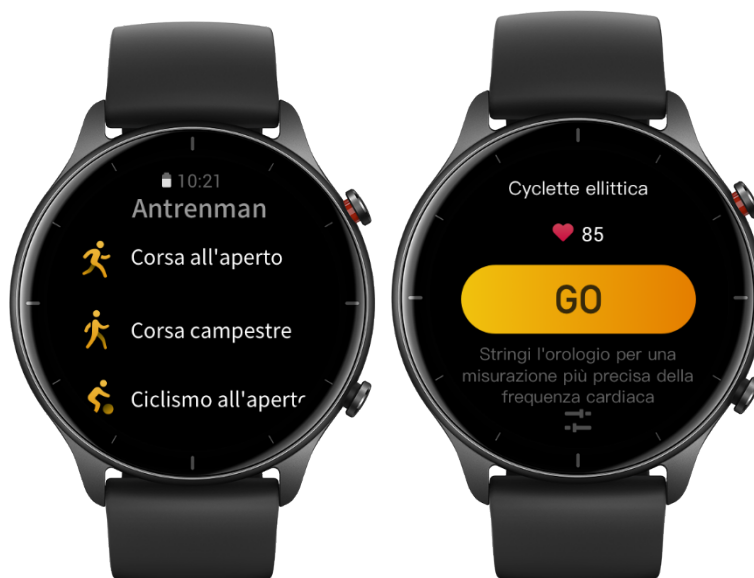 10:21
Antrenman
Corsa all'aperto
Corsa campestre
Ciclismo all'aperto
Cyclette ellittica
85
GO
Stringi l'orologio per una
misurazione più precisa della
frequenza cardiaca